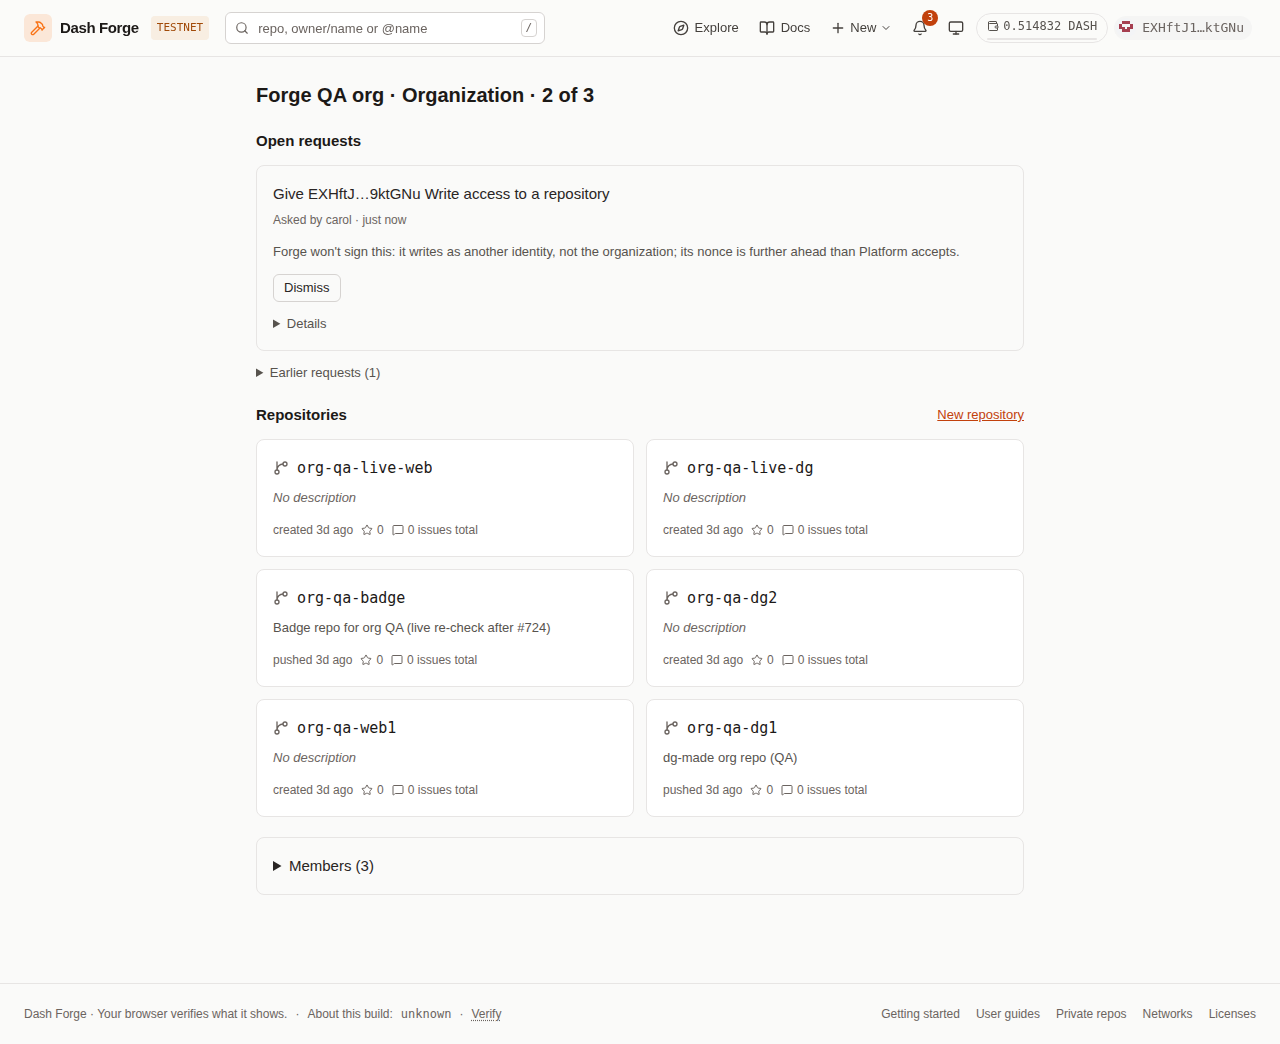 Dash Forge TESTNET repo, owner/name or @name / Explore Docs New 3 0.514832 DASH EXHftJ1…ktGNu
Forge QA org · Organization · 2 of 3
Open requests
Give EXHftJ…9ktGNu Write access to a repository
Asked by carol · just now
Forge won't sign this: it writes as another identity, not the organization; its nonce is further ahead than Platform accepts.
Dismiss
Details
Earlier requests (1)
Repositories New repository
org-qa-live-web
No description
created 3d ago 0 0 issues total
org-qa-live-dg
No description
created 3d ago 0 0 issues total
org-qa-badge
Badge repo for org QA (live re-check after #724)
pushed 3d ago 0 0 issues total
org-qa-dg2
No description
created 3d ago 0 0 issues total
org-qa-web1
No description
created 3d ago 0 0 issues total
org-qa-dg1
dg-made org repo (QA)
pushed 3d ago 0 0 issues total
Members (3)
Dash Forge · Your browser verifies what it shows. · About this build: unknown · Verify Getting started User guides Private repos Networks Licenses